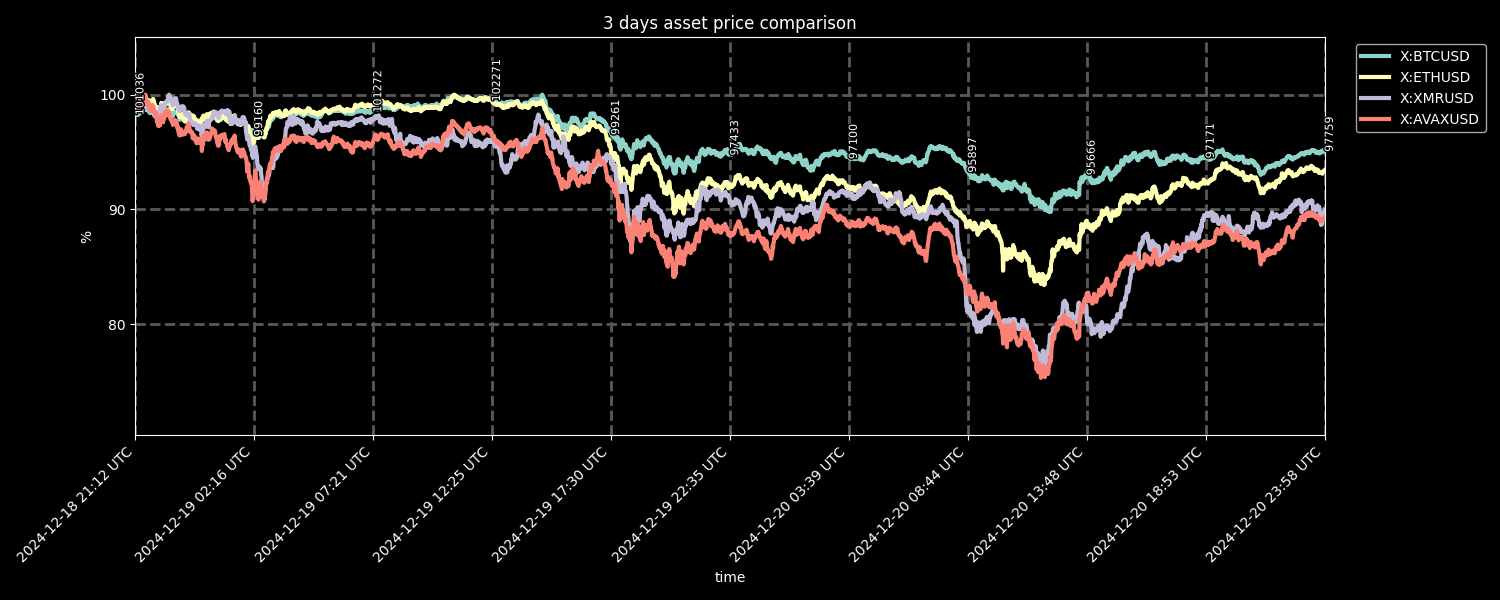 3 days asset price comparison
X:BTCUSD
X:ETHUSD
X:XMRUSD
X:AVAXUSD
%
100
90
80
101036
99160
101272
102271
99261
97433
97100
95897
95666
97171
97759
2024-12-18 21:12 UTC
2024-12-19 02:16 UTC
2024-12-19 07:21 UTC
2024-12-19 12:25 UTC
2024-12-19 17:30 UTC
2024-12-19 22:35 UTC
2024-12-20 03:39 UTC
2024-12-20 08:44 UTC
2024-12-20 13:48 UTC
2024-12-20 18:53 UTC
2024-12-20 23:58 UTC
time